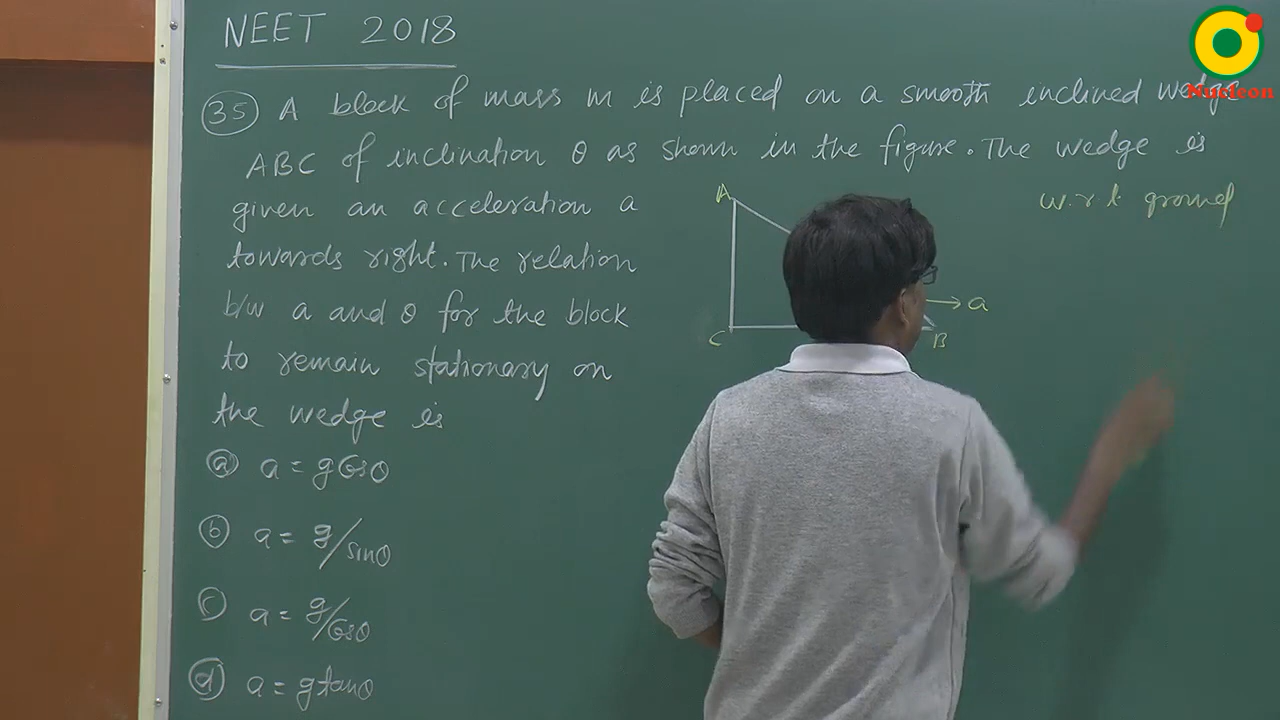 NEET 2018
Nucleon
35 A block of mass m is placed on a smooth inclined wedge
ABC of inclination θ as shown in the figure. The wedge is
given an acceleration a
towards right. The relation
b/w a and θ for the block
to remain stationary on
the wedge is
(a) a = g Cosθ
(b) a = g/sinθ
(c) a = g/Cosθ
(d) a = g tanθ
A
C
B
→ a
w.r.t ground